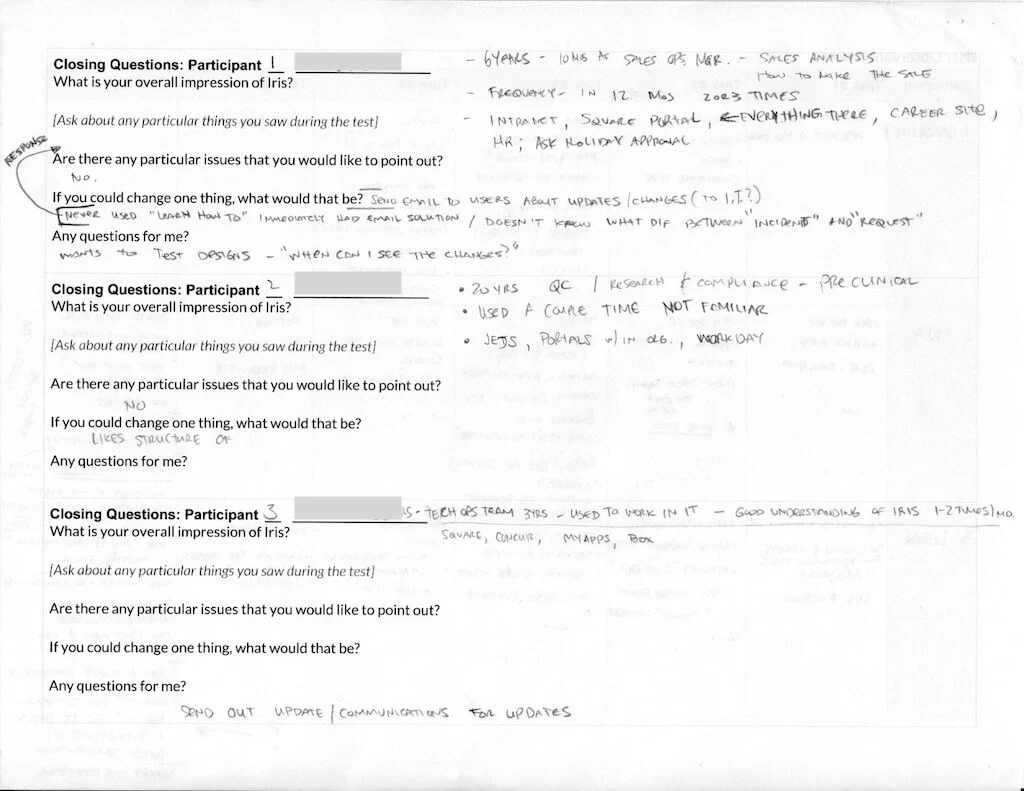 Closing Questions: Participant 1
- 6 YEARS - 10 MOS AS SALES OPS MGR. - SALES ANALYSIS
HOW TO MAKE THE SALE
What is your overall impression of Iris?
- FREQUENCY - IN 12 MOS 2 OR 3 TIMES
[Ask about any particular things you saw during the test]
- INTRANET, SQUARE PORTAL, EVERYTHING THERE, CAREER SITE,
HR; ASK HOLIDAY APPROVAL
RESPONSE
Are there any particular issues that you would like to point out?
NO.
If you could change one thing, what would that be? SEND EMAIL TO USERS ABOUT UPDATES/CHANGES (TO I.T.?)
NEVER USED "LEARN HOW TO" IMMEDIATELY HAD EMAIL SOLUTION / DOESN'T KNOW WHAT DIF BETWEEN "INCIDENT" AND "REQUEST"
Any questions for me?
WANTS TO TEST DESIGNS - "WHEN CAN I SEE THE CHANGES?"
Closing Questions: Participant 2
• 20 YRS QC / RESEARCH & COMPLIANCE - PRE CLINICAL
What is your overall impression of Iris?
• USED A COUPLE TIME NOT FAMILIAR
[Ask about any particular things you saw during the test]
• JETS, PORTALS W/IN ORG., WORKDAY
Are there any particular issues that you would like to point out?
NO
If you could change one thing, what would that be?
LIKES STRUCTURE OF
Any questions for me?
Closing Questions: Participant 3
- TECH OPS TEAM 3YRS - USED TO WORK IN IT - GOOD UNDERSTANDING OF IRIS 1-2 TIMES/MO.
What is your overall impression of Iris?
SQUARE, CONCUR, MYAPPS, BOX
[Ask about any particular things you saw during the test]
Are there any particular issues that you would like to point out?
If you could change one thing, what would that be?
Any questions for me?
SEND OUT UPDATE/COMMUNICATIONS FOR UPDATES